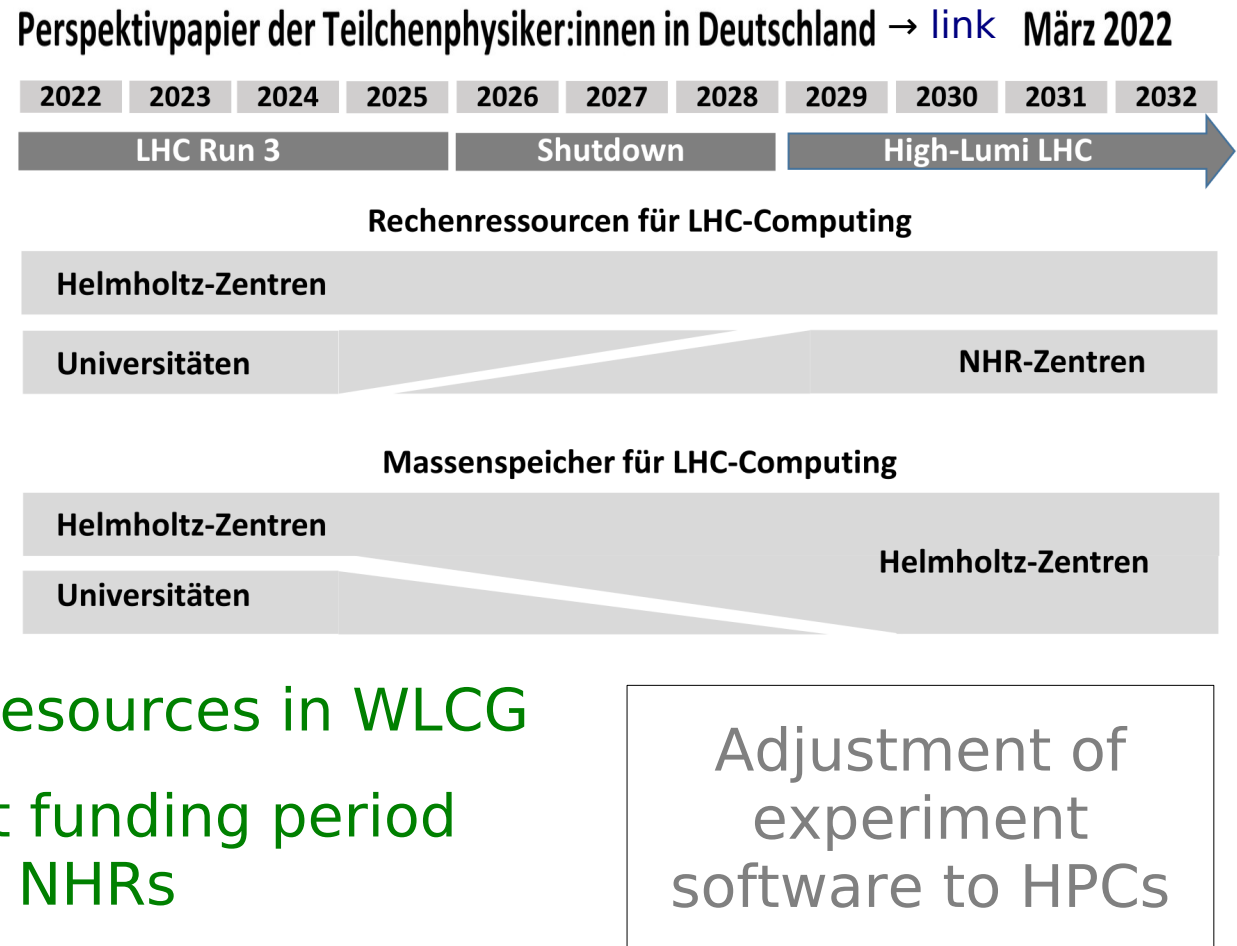 Perspektivpapier der Teilchenphysiker:innen in Deutschland → link März 2022
2022 2023 2024 2025 2026 2027 2028 2029 2030 2031 2032
LHC Run 3 Shutdown High-Lumi LHC
Rechenressourcen für LHC-Computing
Helmholtz-Zentren
Universitäten NHR-Zentren
Massenspeicher für LHC-Computing
Helmholtz-Zentren
Helmholtz-Zentren
Universitäten
esources in WLCG
funding period
NHRs
Adjustment of
experiment
software to HPCs